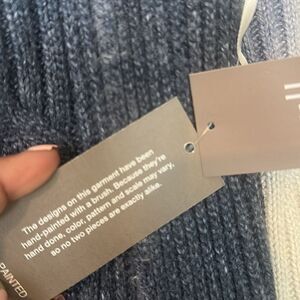 The designs on this garment have been
hand-painted with a brush. Because they're
hand done, color, pattern and scale may vary,
so no two pieces are exactly alike.
PAINTED